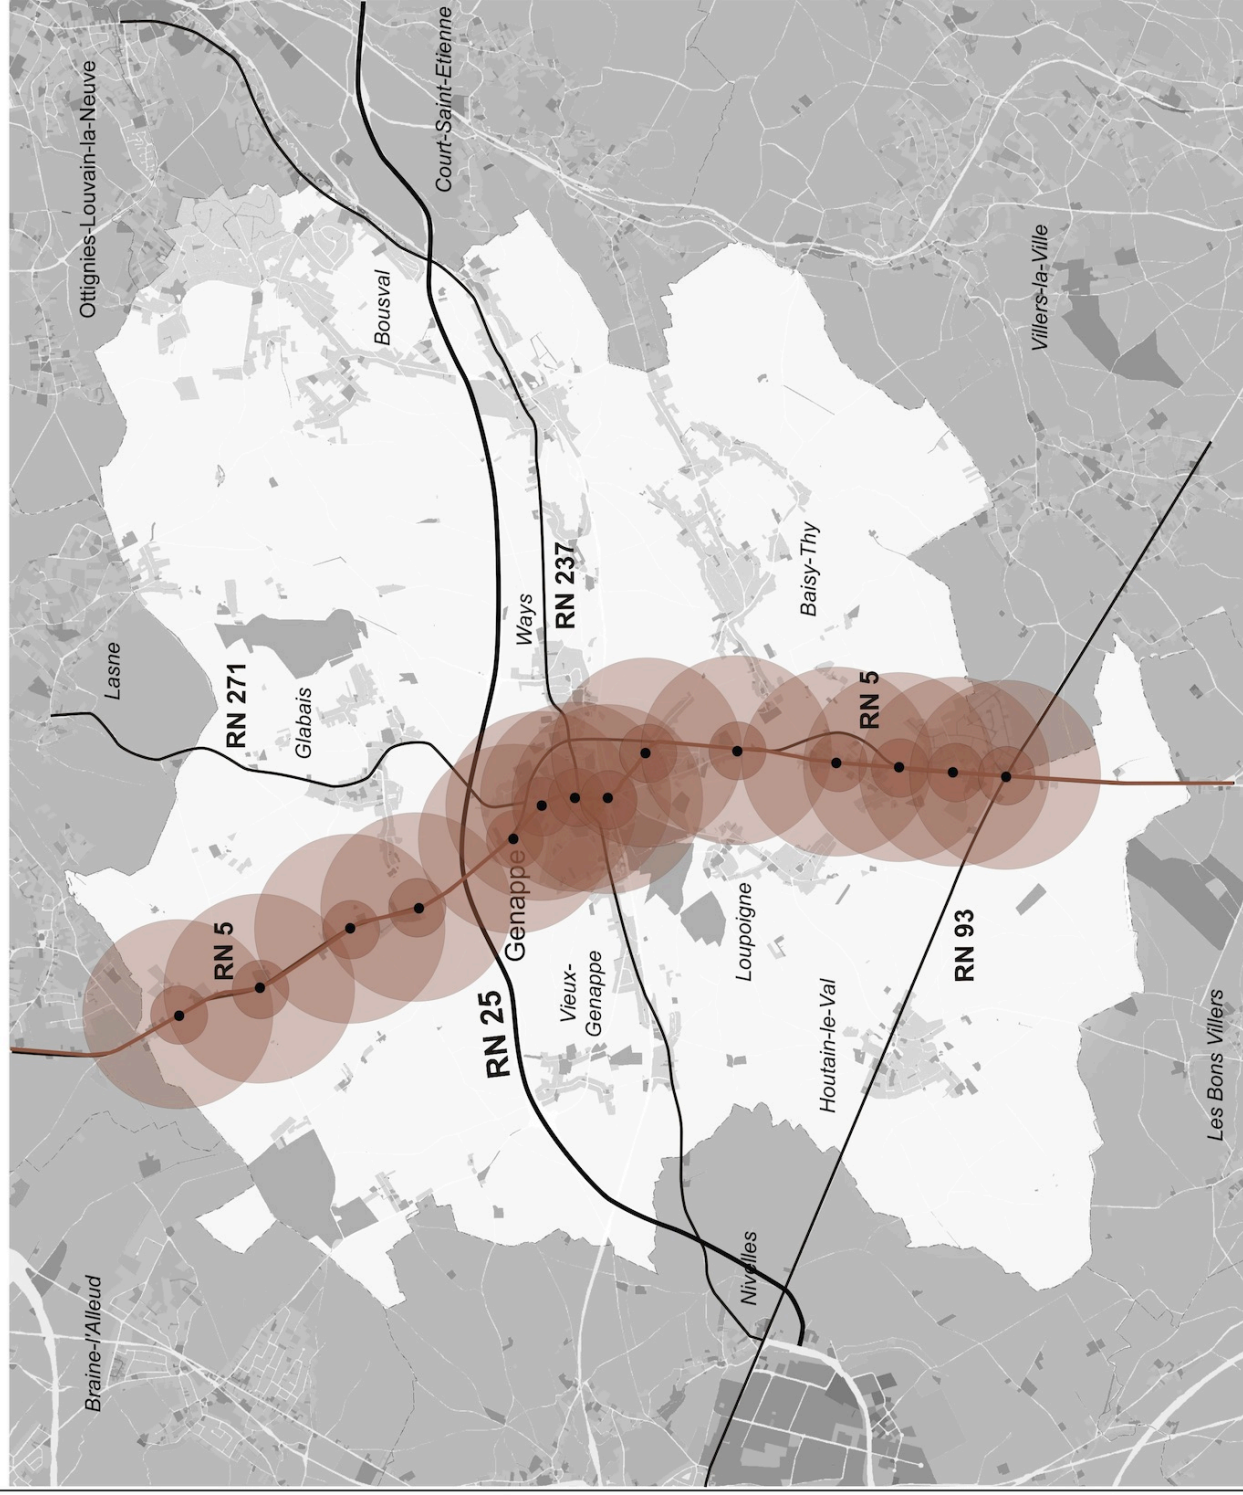 Braine-l'Alleud
Lasne
Ottignies-Louvain-la-Neuve
RN 5
RN 271
Glabais
Bousval
Court-Saint-Etienne
RN 25
Genappe
Ways
RN 237
Vieux-
Genappe
Nivelles
Loupoigne
Baisy-Thy
Houtain-le-Val
RN 5
RN 93
Villers-la-Ville
Les Bons Villers